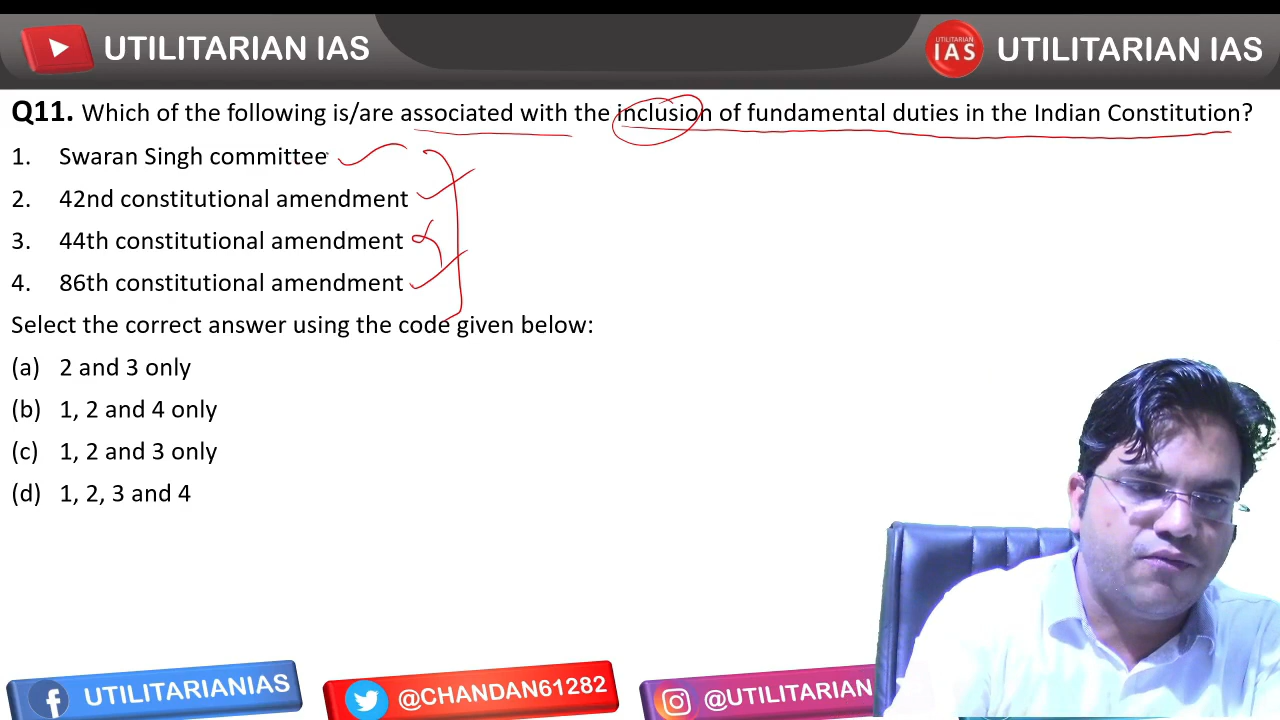 UTILITARIAN IAS
UTILITARIAN IAS UTILITARIAN IAS
Q11. Which of the following is/are associated with the inclusion of fundamental duties in the Indian Constitution?
1. Swaran Singh committee
2. 42nd constitutional amendment
3. 44th constitutional amendment
4. 86th constitutional amendment
Select the correct answer using the code given below:
(a) 2 and 3 only
(b) 1, 2 and 4 only
(c) 1, 2 and 3 only
(d) 1, 2, 3 and 4
UTILITARIANIAS
@CHANDAN61282
@UTILITARIAN